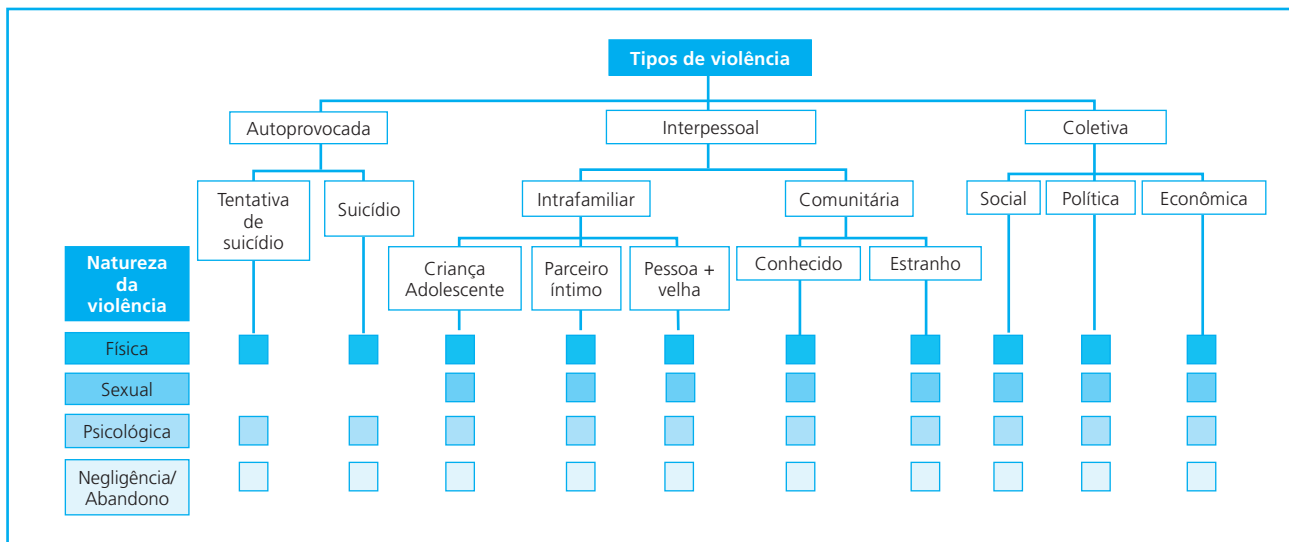 Tipos de violência
Autoprovocada
Interpessoal
Coletiva
Tentativa
de
suicídio
Suicídio
Intrafamiliar
Comunitária
Social
Política
Econômica
Criança
Adolescente
Parceiro
íntimo
Pessoa +
velha
Conhecido
Estranho
Natureza
da
violência
Física
Sexual
Psicológica
Negligência/
Abandono